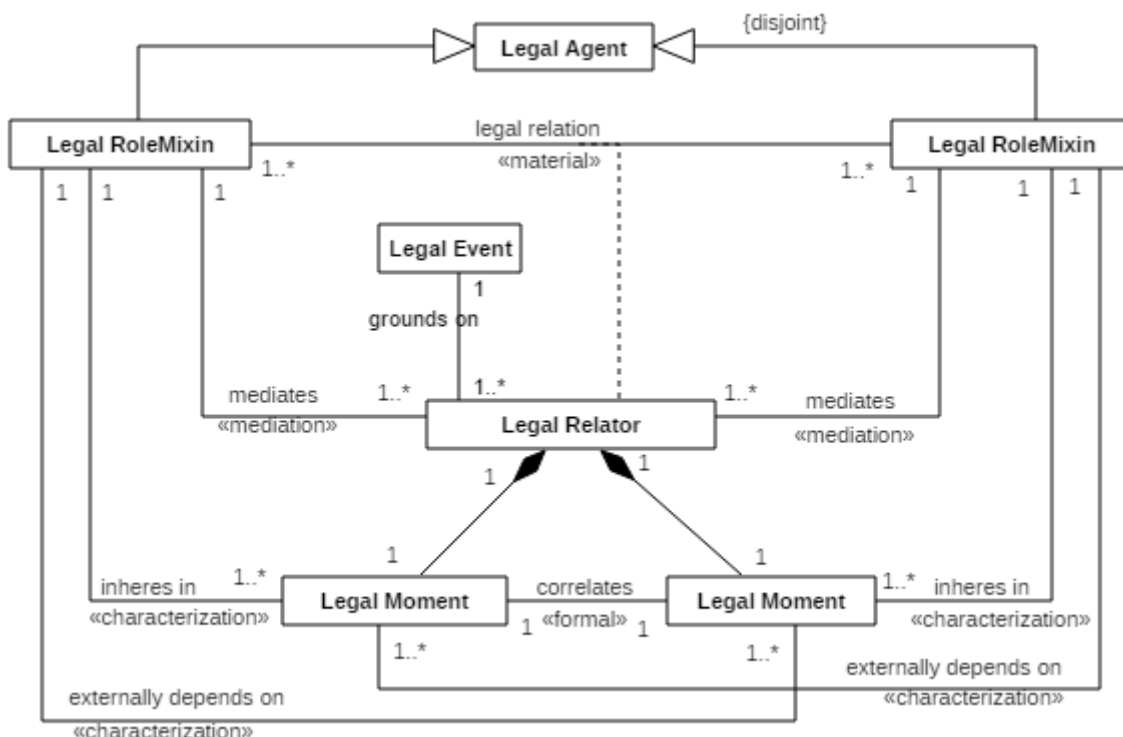 {disjoint}
Legal Agent
Legal RoleMixin
legal relation
Legal RoleMixin
1..*
«material»
1..*
1
1
1
1
1
1
Legal Event
1
grounds on
mediates
1..*
1..*
1..*
mediates
«mediation»
Legal Relator
«mediation»
1
1
1
1
inheres in
1..*
Legal Moment
correlates
Legal Moment
1..*
inheres in
«characterization»
1
«formal»
1
«characterization»
1..*
1..*
externally depends on
externally depends on
«characterization»
«characterization»